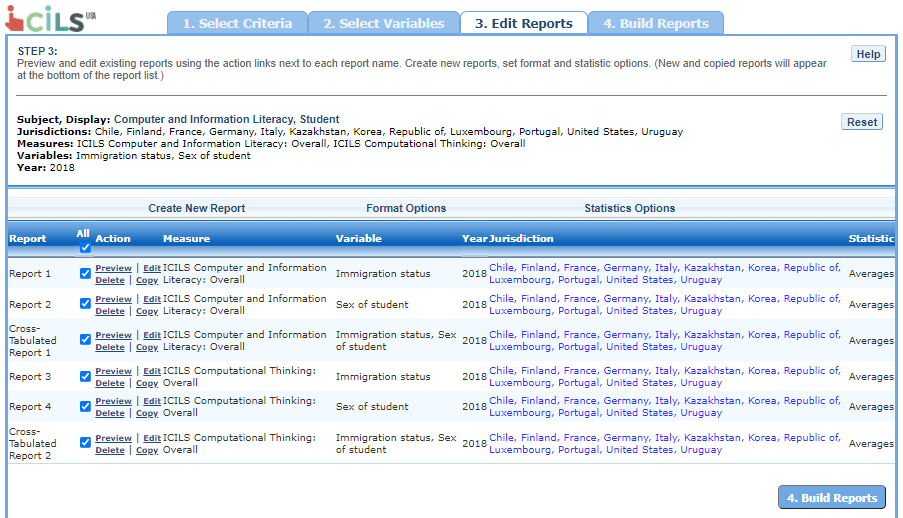 iCILS USA
1. Select Criteria
2. Select Variables
3. Edit Reports
4. Build Reports
STEP 3:
Preview and edit existing reports using the action links next to each report name. Create new reports, set format and statistic options. (New and copied reports will appear
at the bottom of the report list.)
Help
Subject, Display: Computer and Information Literacy, Student
Jurisdictions: Chile, Finland, France, Germany, Italy, Kazakhstan, Korea, Republic of, Luxembourg, Portugal, United States, Uruguay
Measures: ICILS Computer and Information Literacy: Overall, ICILS Computational Thinking: Overall
Variables: Immigration status, Sex of student
Year: 2018
Reset
Create New Report Format Options Statistics Options
Report All Action Measure Variable Year Jurisdiction Statistic
Report 1 Preview | Edit ICILS Computer and Information Immigration status 2018 Chile, Finland, France, Germany, Italy, Kazakhstan, Korea, Republic of, Averages
Delete | Copy Literacy: Overall Luxembourg, Portugal, United States, Uruguay
Report 2 Preview | Edit ICILS Computer and Information Sex of student 2018 Chile, Finland, France, Germany, Italy, Kazakhstan, Korea, Republic of, Averages
Delete | Copy Literacy: Overall Luxembourg, Portugal, United States, Uruguay
Cross-
Tabulated Preview | Edit ICILS Computer and Information Immigration status, Sex 2018 Chile, Finland, France, Germany, Italy, Kazakhstan, Korea, Republic of, Averages
Report 1 Delete | Copy Literacy: Overall of student Luxembourg, Portugal, United States, Uruguay
Report 3 Preview | Edit ICILS Computational Thinking: Immigration status 2018 Chile, Finland, France, Germany, Italy, Kazakhstan, Korea, Republic of, Averages
Delete | Copy Overall Luxembourg, Portugal, United States, Uruguay
Report 4 Preview | Edit ICILS Computational Thinking: Sex of student 2018 Chile, Finland, France, Germany, Italy, Kazakhstan, Korea, Republic of, Averages
Delete | Copy Overall Luxembourg, Portugal, United States, Uruguay
Cross-
Tabulated Preview | Edit ICILS Computational Thinking: Immigration status, Sex 2018 Chile, Finland, France, Germany, Italy, Kazakhstan, Korea, Republic of, Averages
Report 2 Delete | Copy Overall of student Luxembourg, Portugal, United States, Uruguay
4. Build Reports